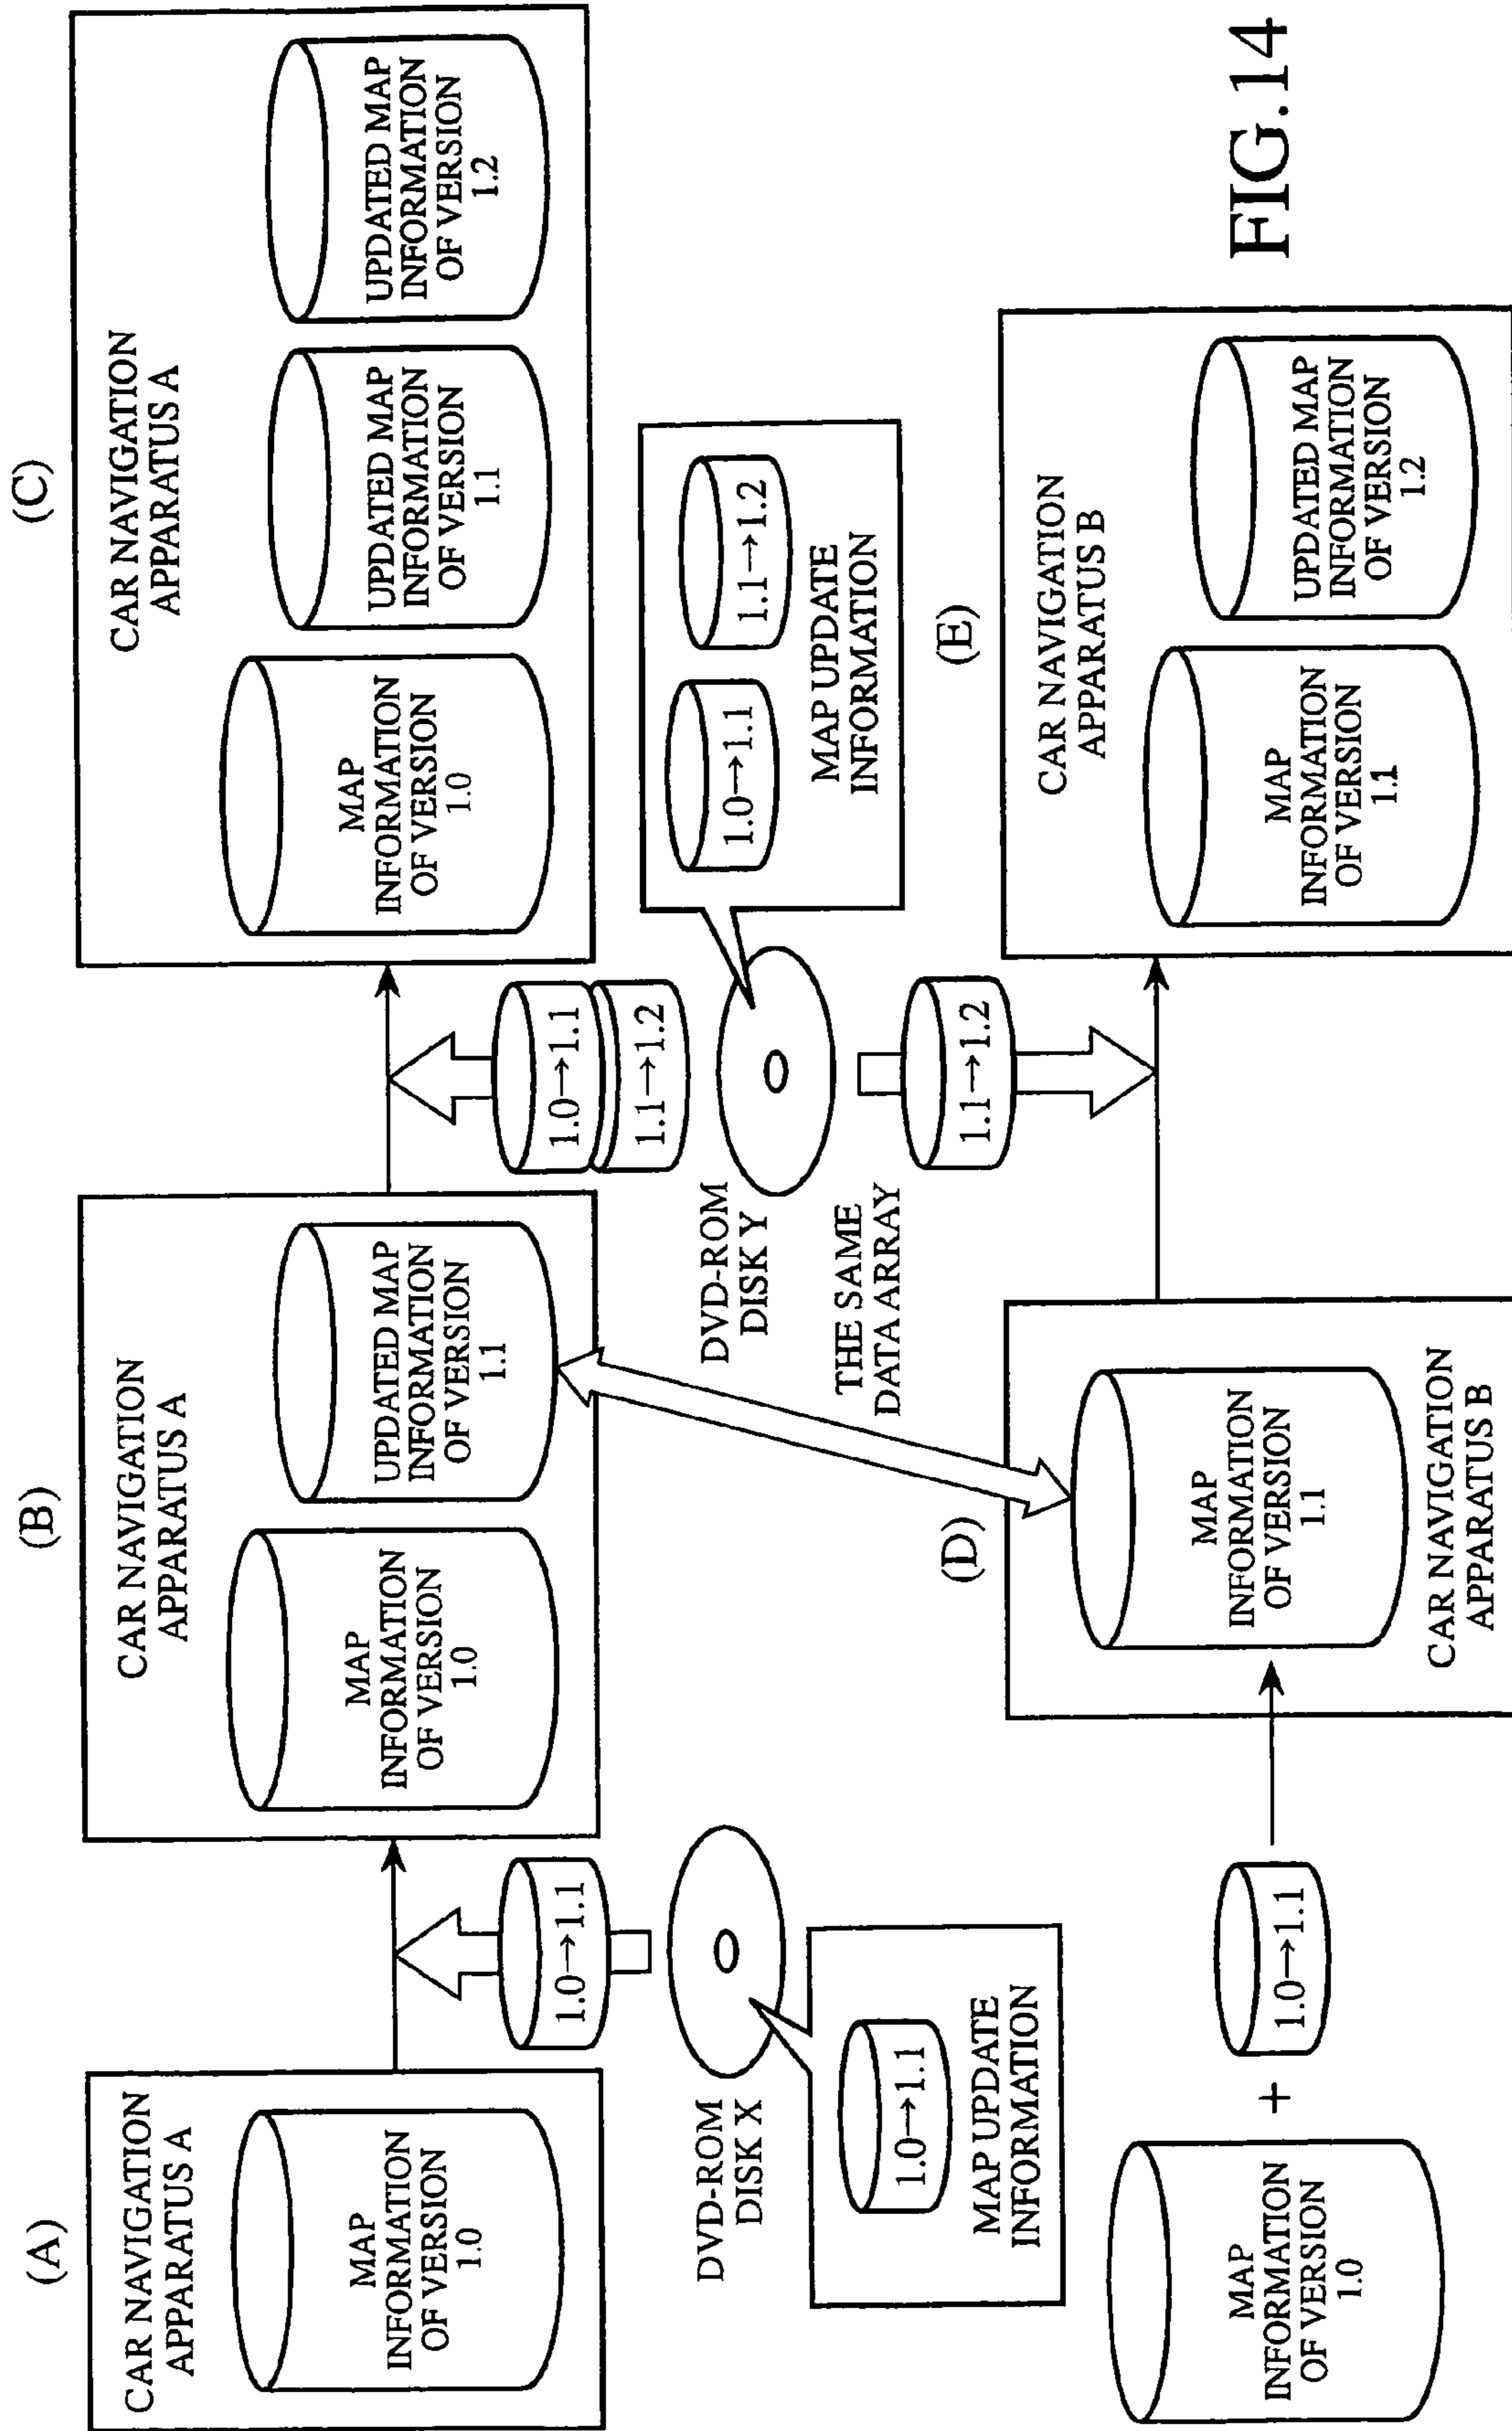 (A)
CAR NAVIGATION
APPARATUS A
MAP
INFORMATION
OF VERSION
1.0
1.0→1.1
DVD-ROM
DISK X
1.0→1.1
MAP UPDATE
INFORMATION
(B)
CAR NAVIGATION
APPARATUS A
MAP
INFORMATION
OF VERSION
1.0
UPDATED MAP
INFORMATION
OF VERSION
1.1
1.0→1.1
1.1→1.2
DVD-ROM
DISK Y
1.0→1.1
1.1→1.2
MAP UPDATE
INFORMATION
(C)
CAR NAVIGATION
APPARATUS A
MAP
INFORMATION
OF VERSION
1.0
UPDATED MAP
INFORMATION
OF VERSION
1.1
UPDATED MAP
INFORMATION
OF VERSION
1.2
MAP
INFORMATION
OF VERSION
1.0
+
1.0→1.1
(D)
MAP
INFORMATION
OF VERSION
1.1
CAR NAVIGATION
APPARATUS B
THE SAME
DATA ARRAY
1.1→1.2
(E)
CAR NAVIGATION
APPARATUS B
MAP
INFORMATION
OF VERSION
1.1
UPDATED MAP
INFORMATION
OF VERSION
1.2
FIG.14